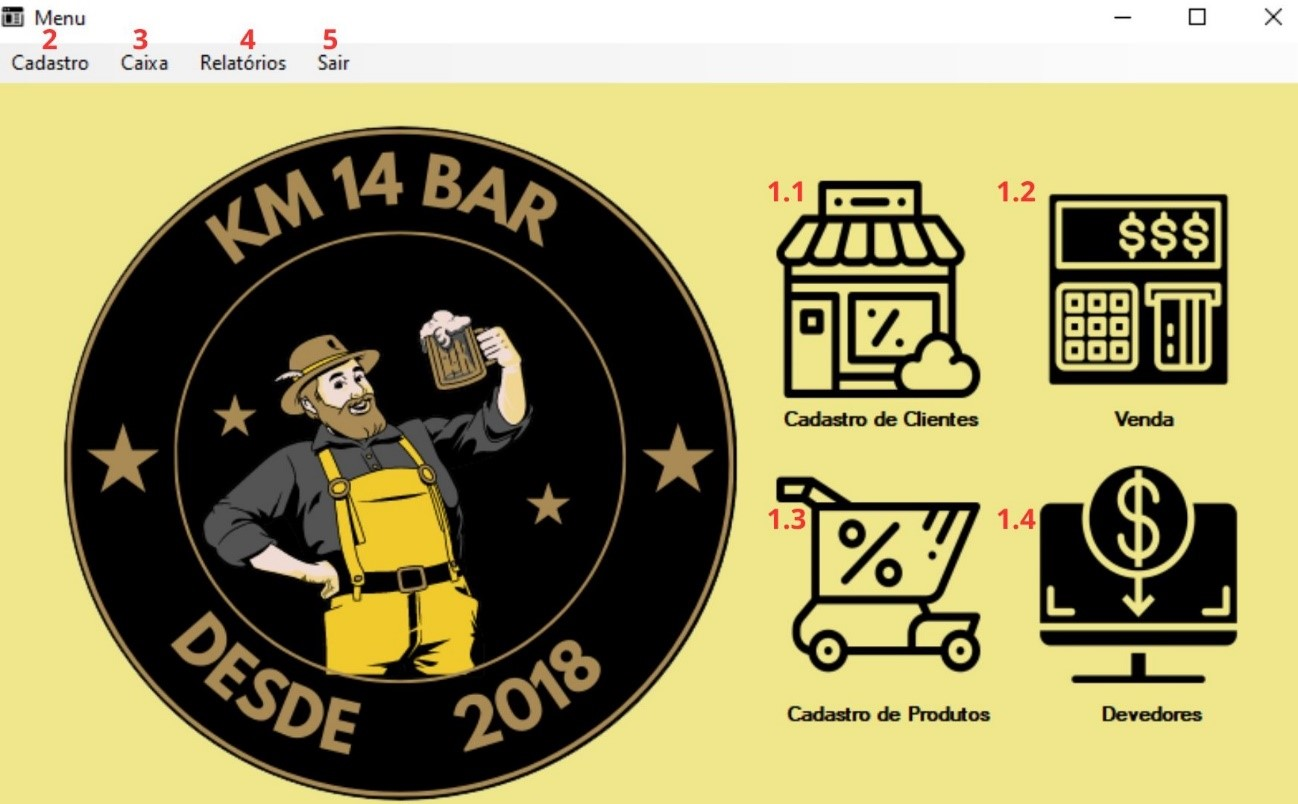 Menu
2 3 4 5
Cadastro Caixa Relatórios Sair
KM 14 BAR
DESDE 2018
1.1 1.2
$$$
%
Cadastro de Clientes Venda
1.3 1.4
% $
Cadastro de Produtos Devedores